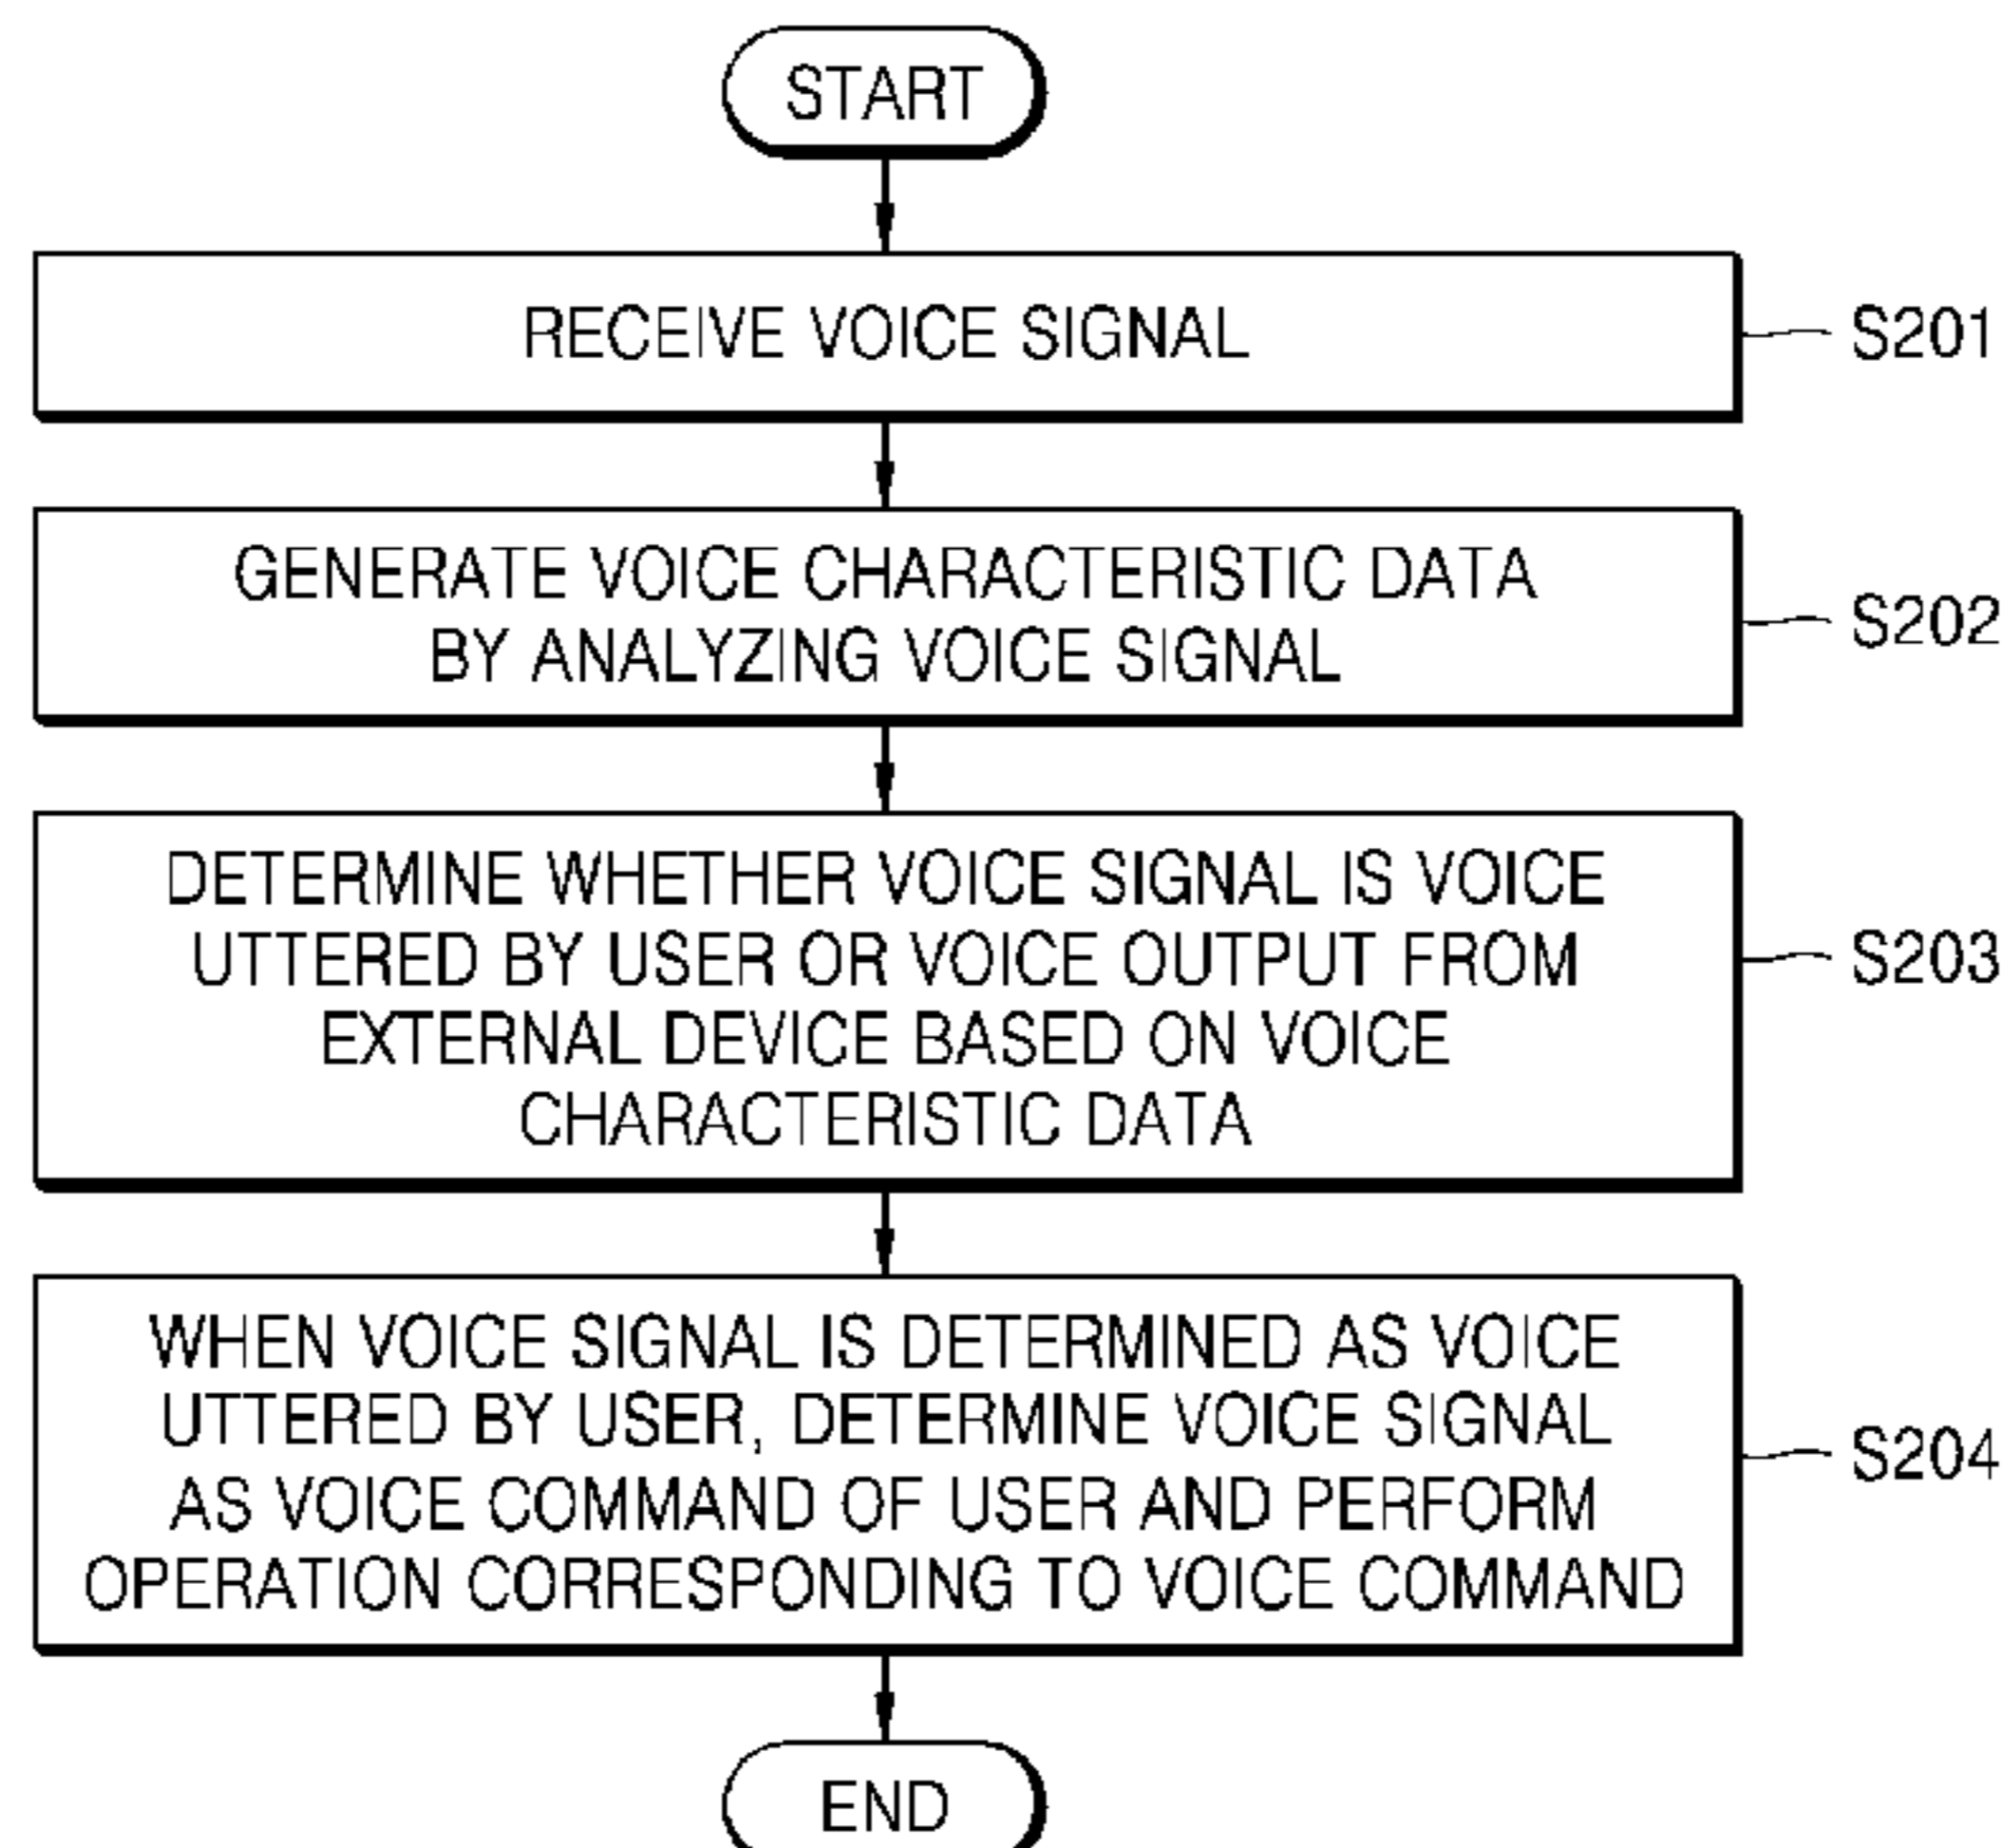 START
RECEIVE VOICE SIGNAL
S201
GENERATE VOICE CHARACTERISTIC DATA
BY ANALYZING VOICE SIGNAL
S202
DETERMINE WHETHER VOICE SIGNAL IS VOICE
UTTERED BY USER OR VOICE OUTPUT FROM
EXTERNAL DEVICE BASED ON VOICE
CHARACTERISTIC DATA
S203
WHEN VOICE SIGNAL IS DETERMINED AS VOICE
UTTERED BY USER, DETERMINE VOICE SIGNAL
AS VOICE COMMAND OF USER AND PERFORM
OPERATION CORRESPONDING TO VOICE COMMAND
S204
END